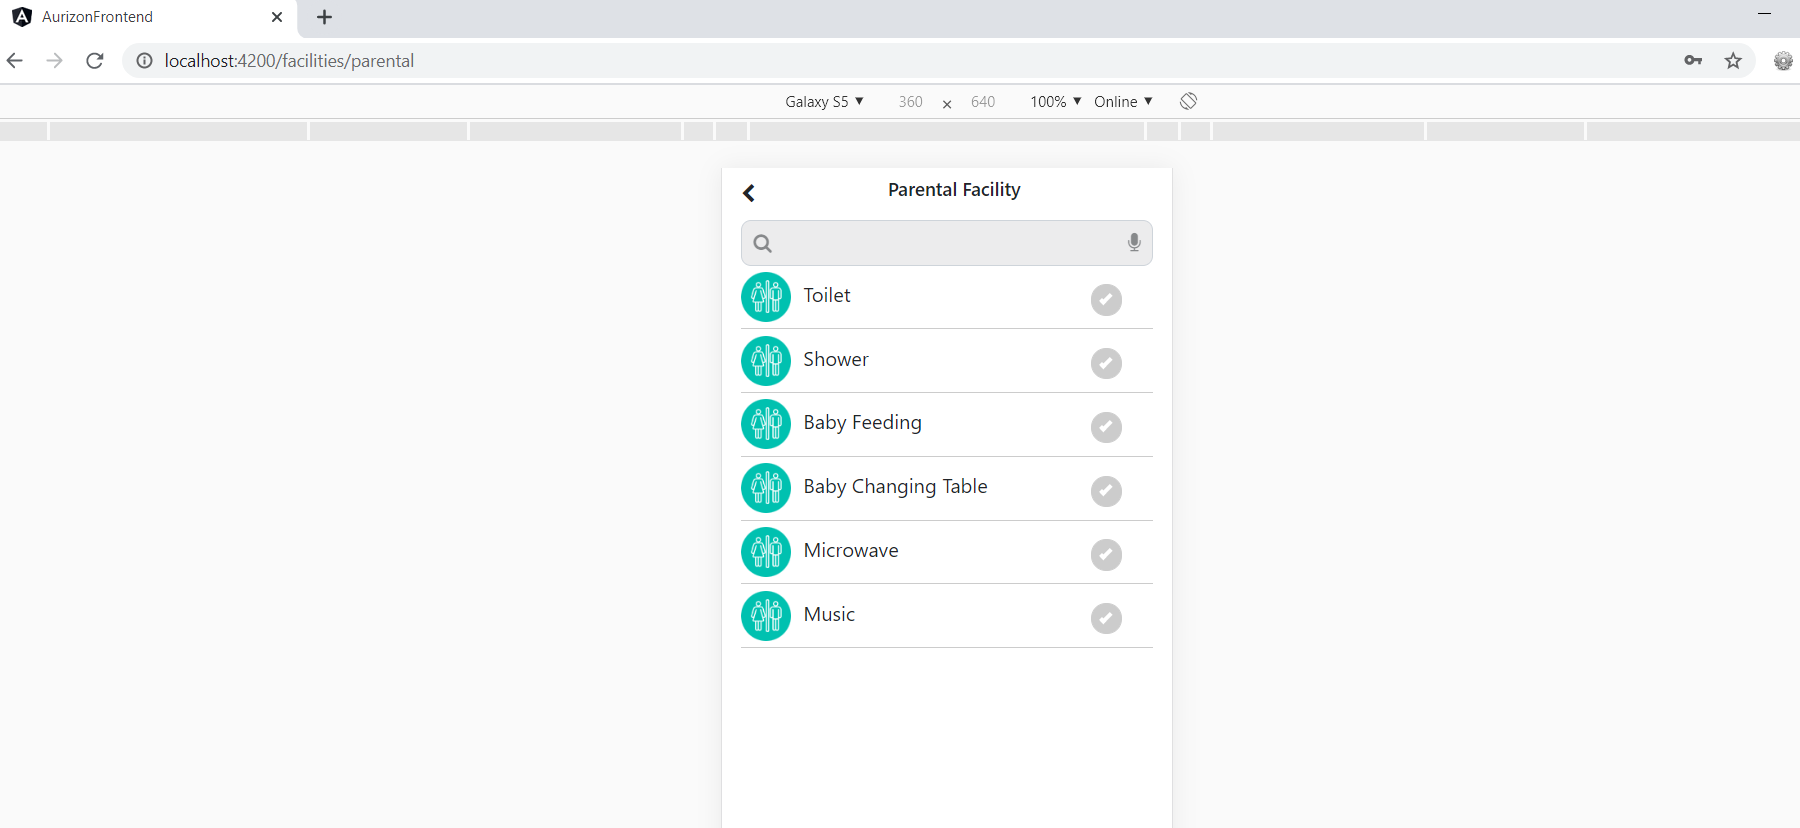 AurizonFrontend
localhost:4200/facilities/parental
Galaxy S5 ▼ 360 × 640 100% ▼ Online ▼
Parental Facility
Toilet
Shower
Baby Feeding
Baby Changing Table
Microwave
Music